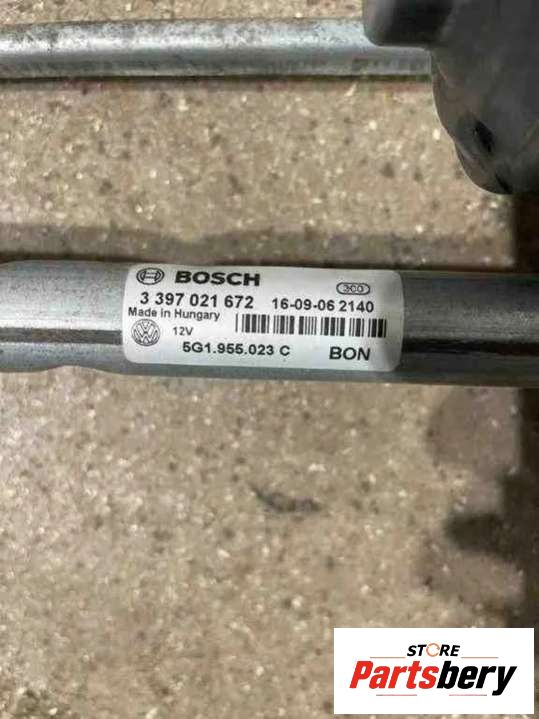 BOSCH
3 397 021 672 16-09-06 2140
Made in Hungary
12V
5G1.955.023 C BON
STORE
Partsbery